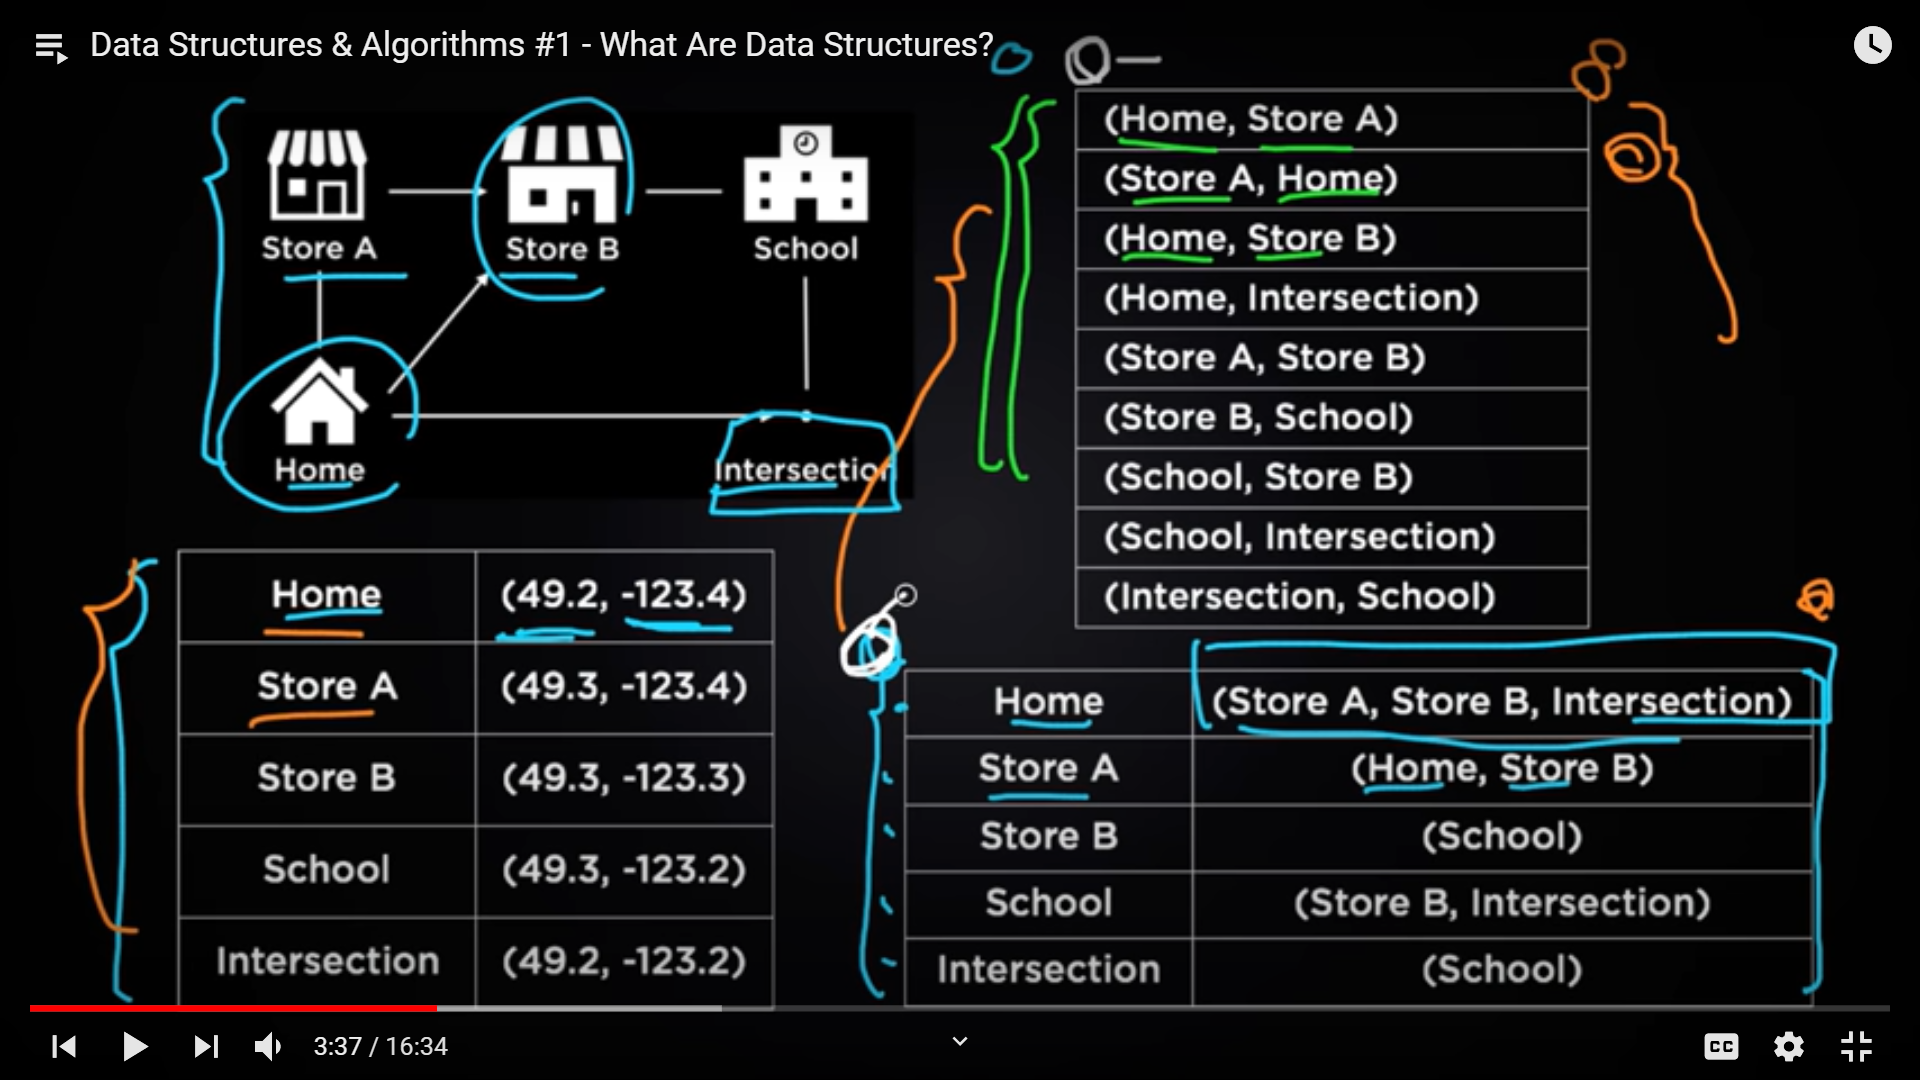 Data Structures & Algorithms #1 - What Are Data Structures?
Store A
Store B
School
Home
Intersection
(Home, Store A)
(Store A, Home)
(Home, Store B)
(Home, Intersection)
(Store A, Store B)
(Store B, School)
(School, Store B)
(School, Intersection)
(Intersection, School)
Home (49.2, -123.4)
Store A (49.3, -123.4)
Store B (49.3, -123.3)
School (49.3, -123.2)
Intersection (49.2, -123.2)
Home (Store A, Store B, Intersection)
Store A (Home, Store B)
Store B (School)
School (Store B, Intersection)
Intersection (School)
3:37 / 16:34
CC